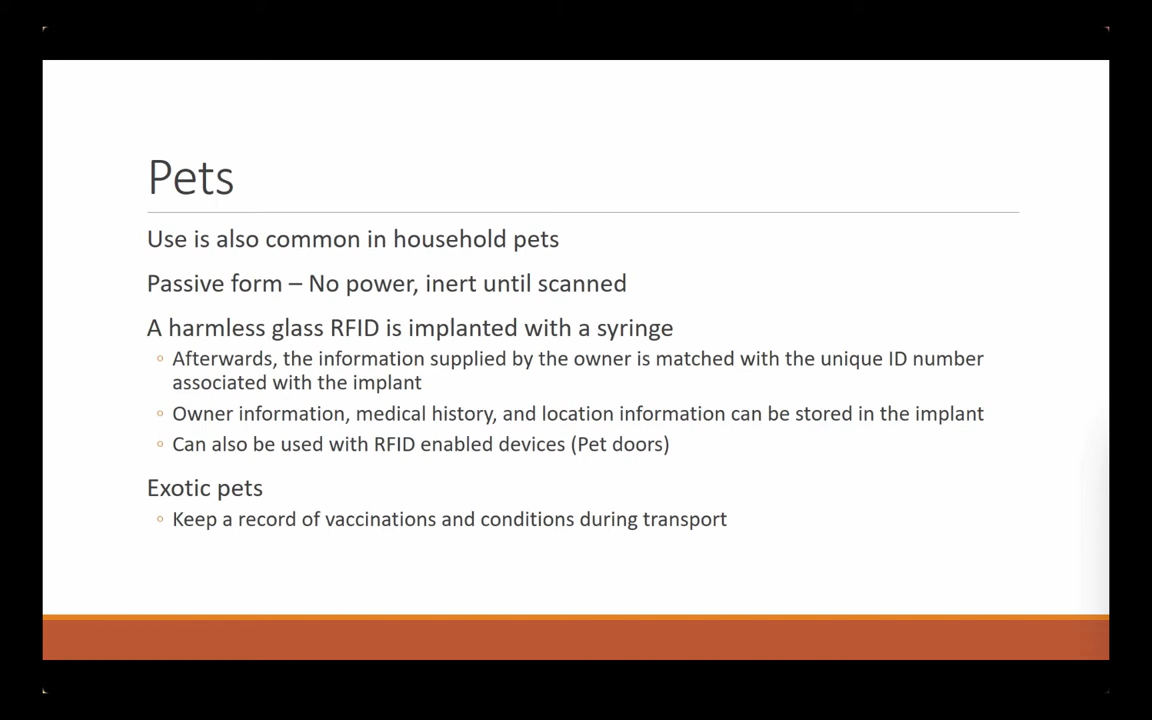 Pets
Use is also common in household pets
Passive form – No power, inert until scanned
A harmless glass RFID is implanted with a syringe
◦ Afterwards, the information supplied by the owner is matched with the unique ID number
associated with the implant
◦ Owner information, medical history, and location information can be stored in the implant
◦ Can also be used with RFID enabled devices (Pet doors)
Exotic pets
◦ Keep a record of vaccinations and conditions during transport